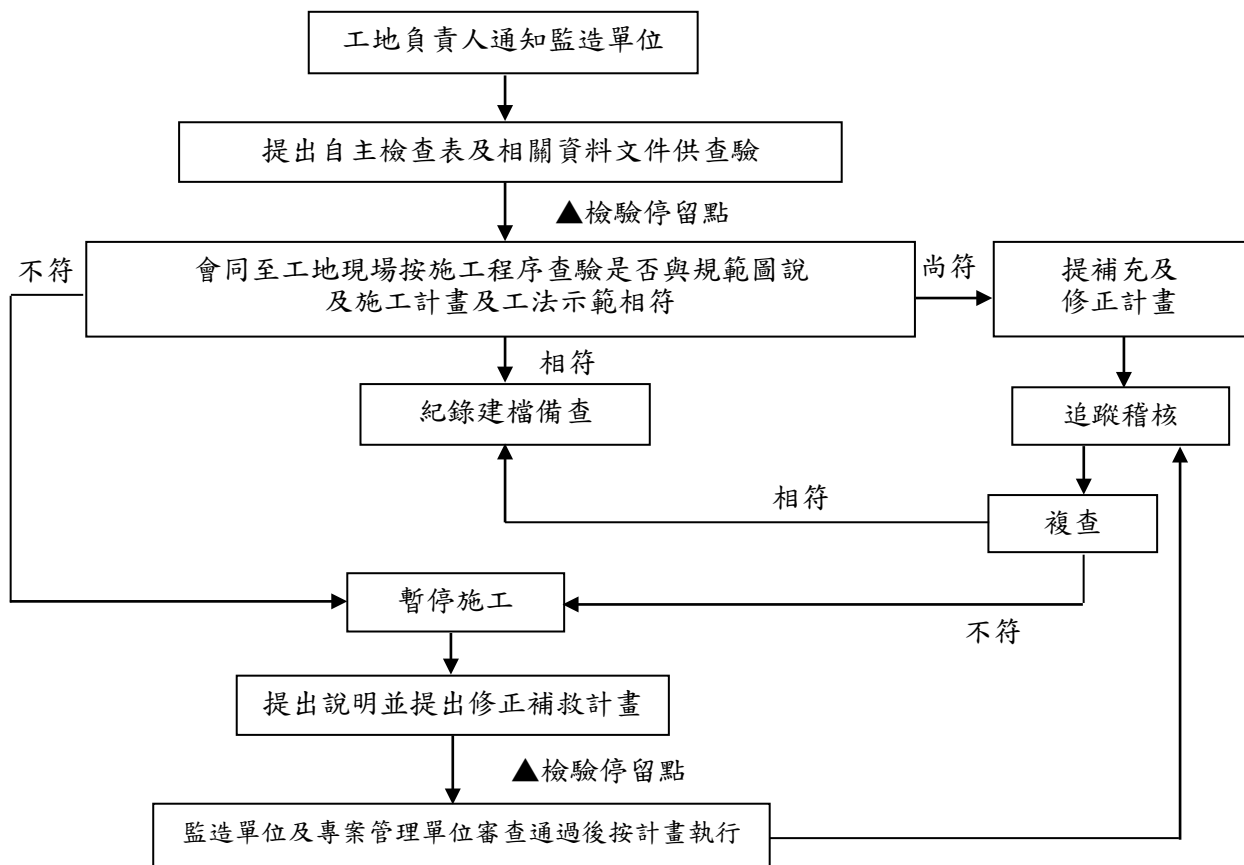 工地負責人通知監造單位
提出自主檢查表及相關資料文件供查驗
▲檢驗停留點
不符
會同至工地現場按施工程序查驗是否與規範圖說
及施工計畫及工法示範相符
尚符
提補充及
修正計畫
相符
紀錄建檔備查
追蹤稽核
相符
複查
暫停施工
不符
提出說明並提出修正補救計畫
▲檢驗停留點
監造單位及專案管理單位審查通過後按計畫執行